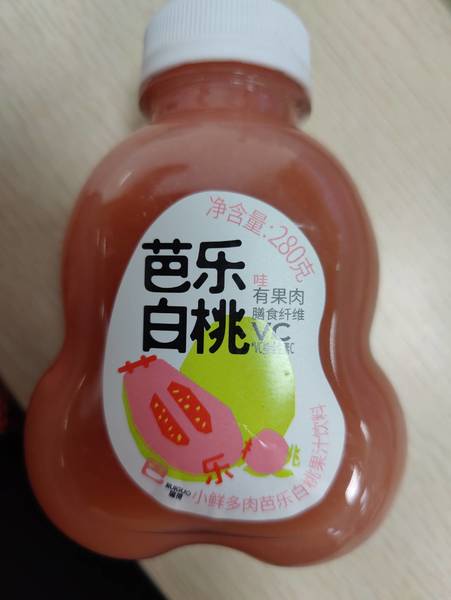 净含量:280克
芭乐
白桃
哇
有果肉
膳食纤维
VC
芭 乐 桃
小鲜多肉芭乐白桃果汁饮料